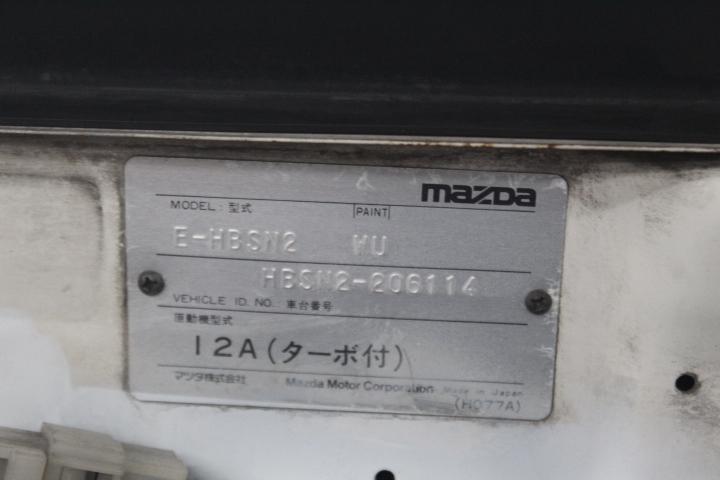 mazda
MODEL : 型式 PAINT
E-HBSN2 WU
HBSN2-206114
VEHICLE ID. NO.: 車台番号
原動機型式
12A(ターボ付)
マツダ株式会社 Mazda Motor Corporation Made in Japan
(H077A)